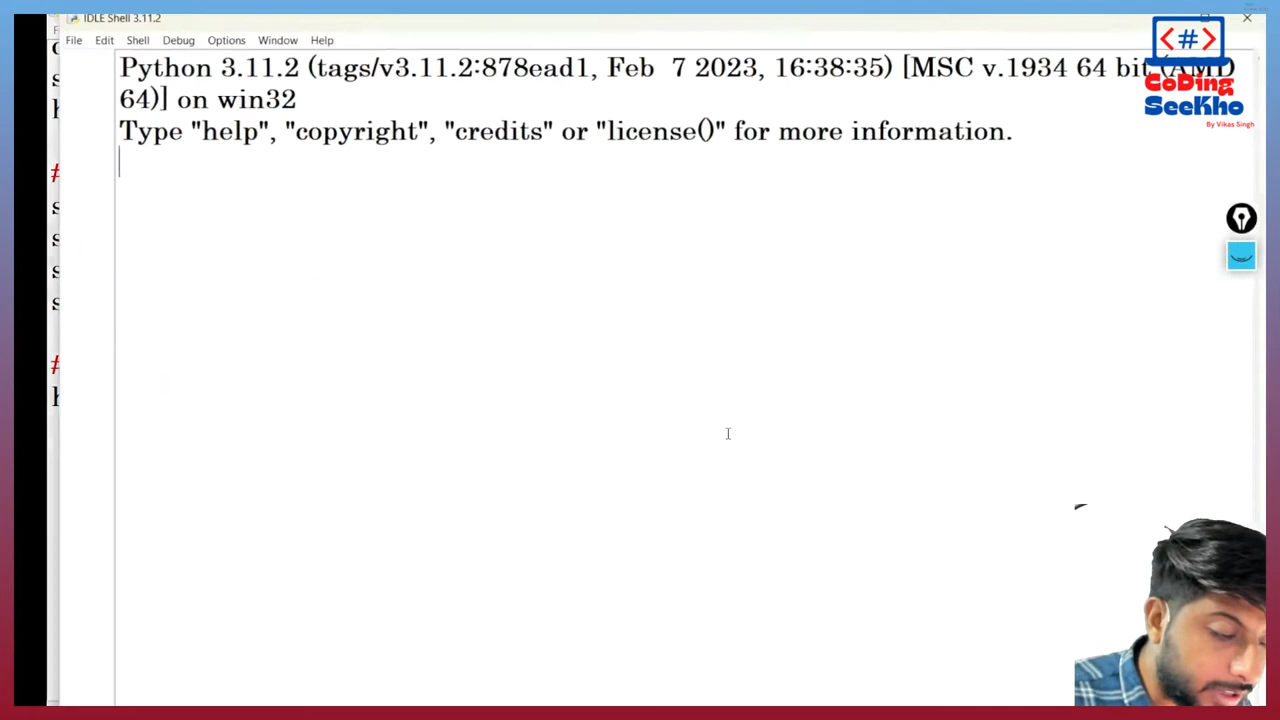 IDLE Shell 3.11.2
File Edit Shell Debug Options Window Help
Python 3.11.2 (tags/v3.11.2:878ead1, Feb 7 2023, 16:38:35) [MSC v.1934 64 bit (AMD
64)] on win32
Type "help", "copyright", "credits" or "license()" for more information.
<#>
CoDing
SeeKho
By Vikas Singh